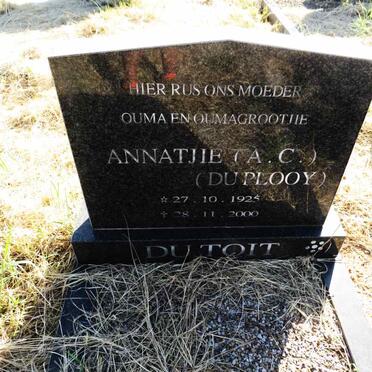 HIER RUS ONS MOEDER
OUMA EN OUMAGROOTJIE
ANNATJIE (A.C.)
(DU PLOOY)
☆ 27.10.1925
✝ 28.11.2000
DU TOIT